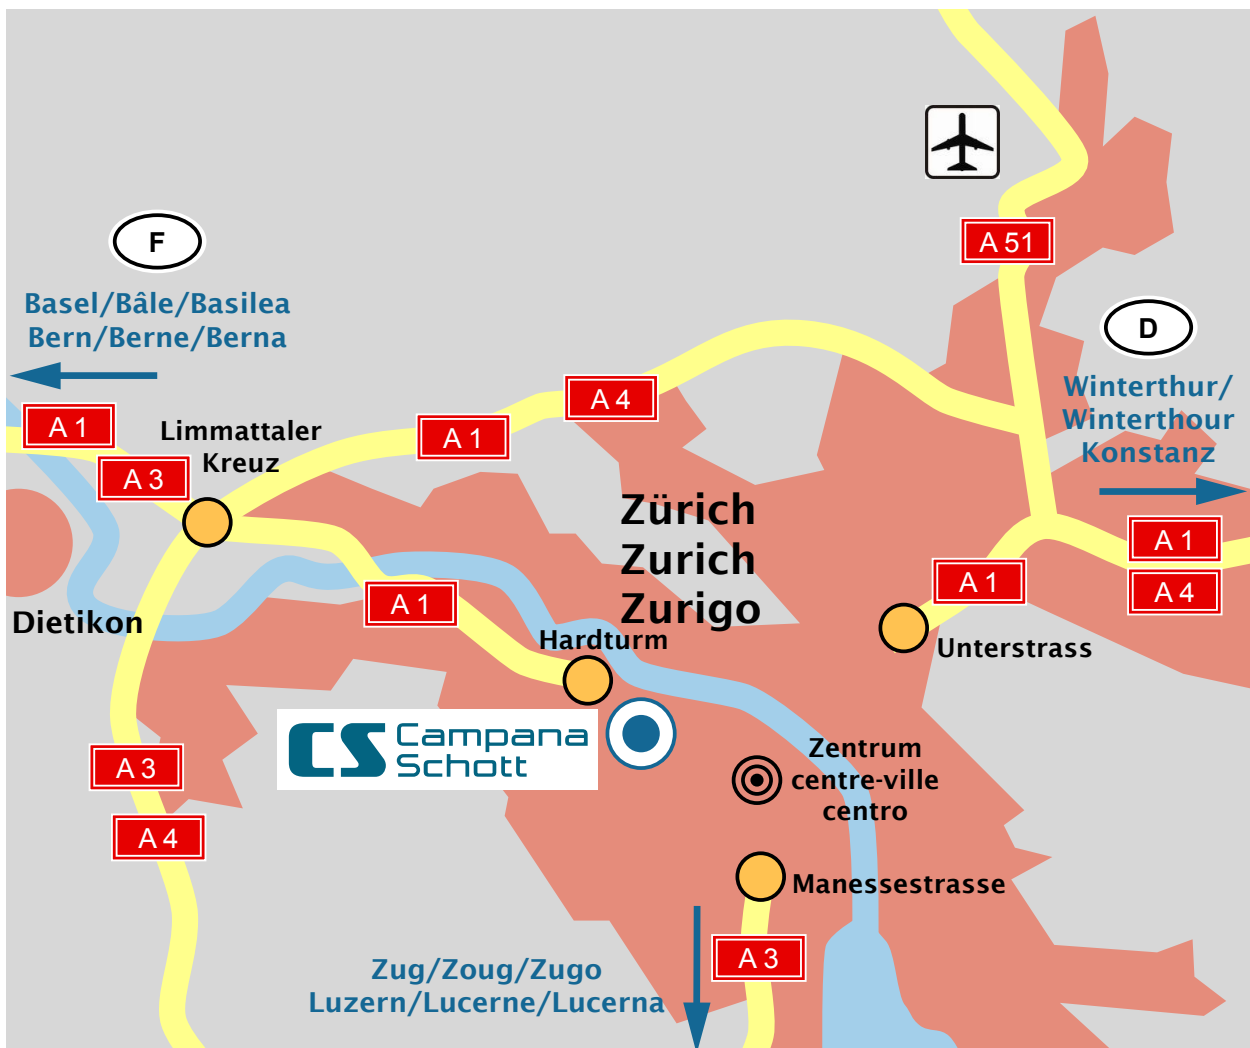 A 51
F
Basel/Bâle/Basilea
Bern/Berne/Berna
D
Winterthur/
Winterthour
Konstanz
A 4
A 1
A 1
Limmattaler
Kreuz
A 3
Zürich
Zurich
Zurigo
A 1
A 4
A 1
A 1
Dietikon
Hardturm
Unterstrass
Campana
Schott
CS
A 3
A 4
Zentrum
centre-ville
centro
Manessestrasse
A 3
Zug/Zoug/Zugo
Luzern/Lucerne/Lucerna